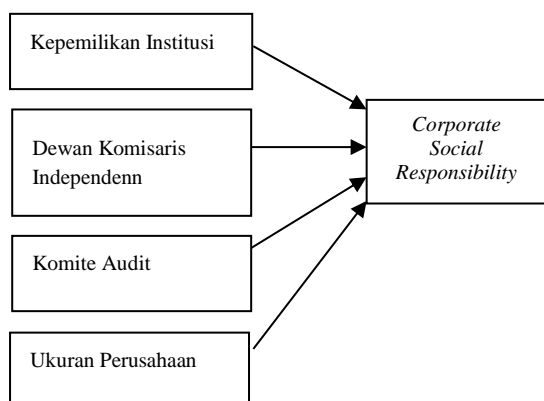 Kepemilikan Institusi
Dewan Komisaris
Independenn
Komite Audit
Ukuran Perusahaan
Corporate
Social
Responsibility